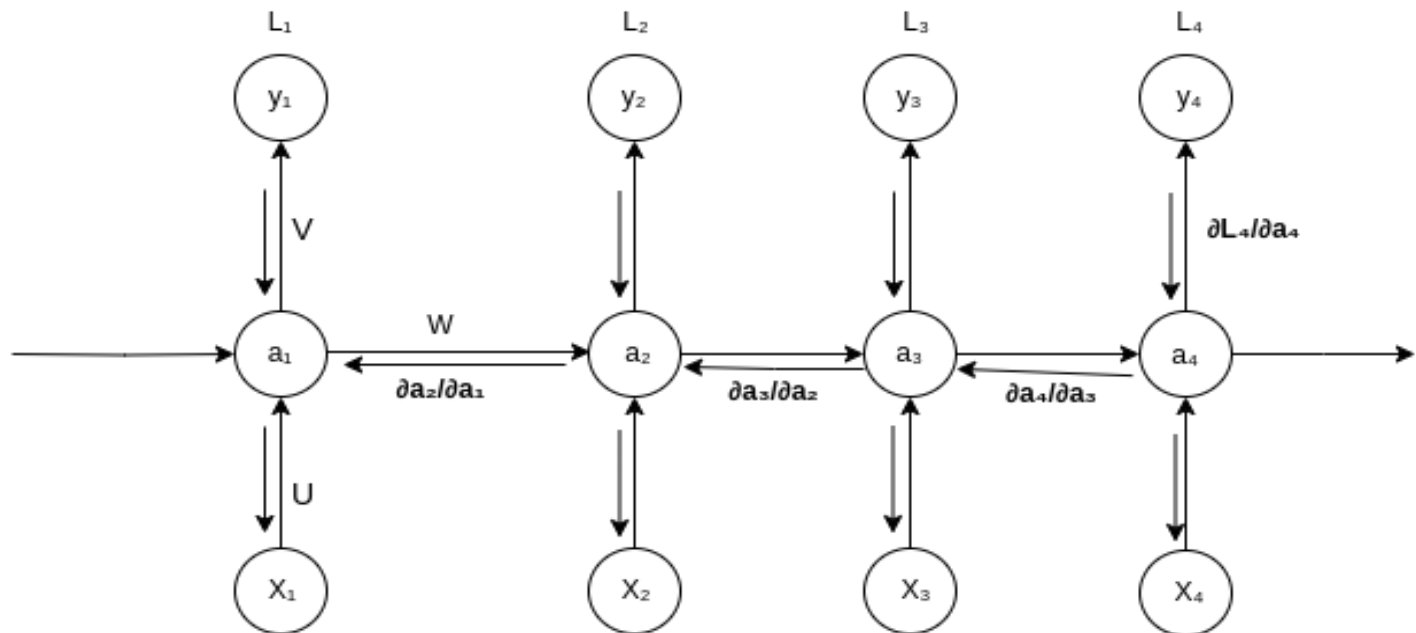 L₁ L₂ L₃ L₄
y₁ y₂ y₃ y₄
V ∂L₄/∂a₄
W
a₁ a₂ a₃ a₄
∂a₂/∂a₁ ∂a₃/∂a₂ ∂a₄/∂a₃
U
X₁ X₂ X₃ X₄